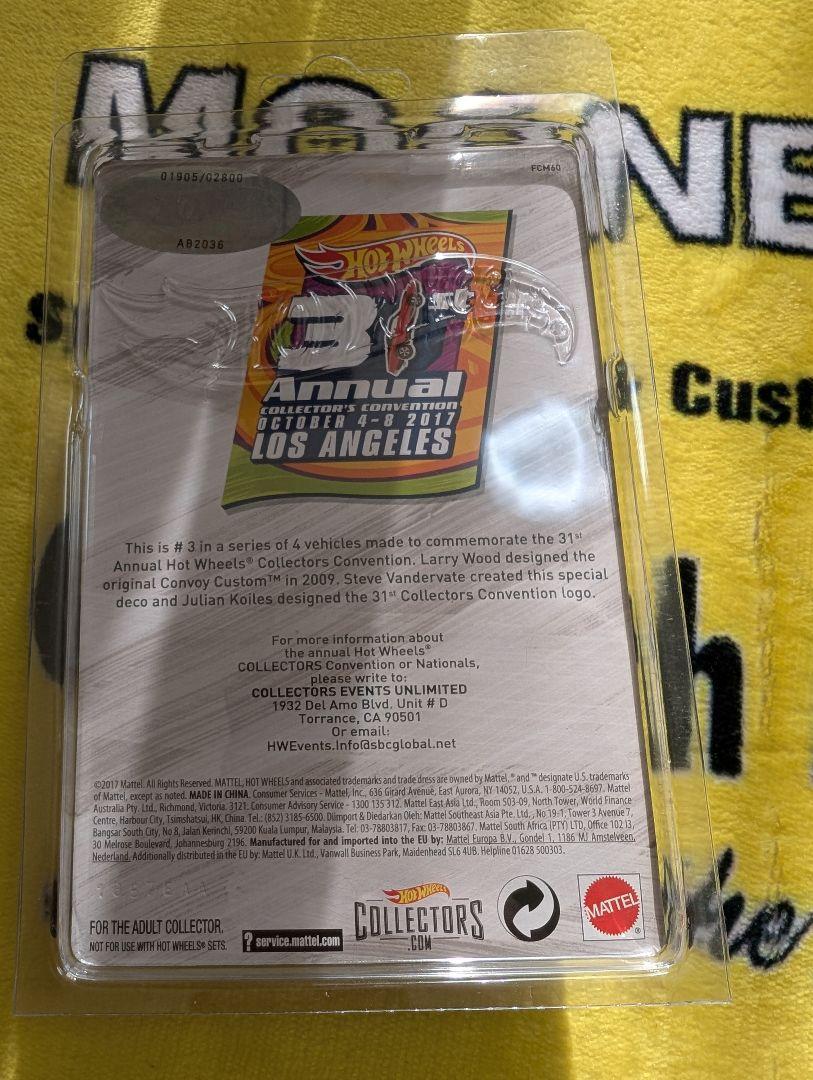 MOONE
01905/02800
FCM60
AB2036
HOT WHEELS
31st
Annual
COLLECTOR'S CONVENTION
OCTOBER 4-8 2017
LOS ANGELES
Cust
This is # 3 in a series of 4 vehicles made to commemorate the 31st
Annual Hot Wheels® Collectors Convention. Larry Wood designed the
original Convoy Custom™ in 2009. Steve Vandervate created this special
deco and Julian Koiles designed the 31st Collectors Convention logo.
For more information about
the annual Hot Wheels®
COLLECTORS Convention or Nationals,
please write to:
COLLECTORS EVENTS UNLIMITED
1932 Del Amo Blvd. Unit # D
Torrance, CA 90501
Or email:
HWEvents.Info@sbcglobal.net
©2017 Mattel. All Rights Reserved. MATTEL, HOT WHEELS and associated trademarks and trade dress are owned by Mattel. ® and ™ designate U.S. trademarks
of Mattel, except as noted. MADE IN CHINA. Consumer Services - Mattel, Inc., 636 Girard Avenue, East Aurora, NY 14052, U.S.A. 1-800-524-8697. Mattel
Australia Pty. Ltd., Richmond, Victoria. 3121. Consumer Advisory Service - 1300 135 312. Mattel East Asia Ltd., Room 503-09, North Tower, World Finance
Centre, Harbour City, Tsimshatsui, HK, China. Tel.: (852) 3185-6500. Diimport & Diedarkan Oleh: Mattel Southeast Asia Pte. Ltd., No 19-1, Tower 3 Avenue 7,
Bangsar South City, No 8, Jalan Kerinchi, 59200 Kuala Lumpur, Malaysia. Tel: 03-78803817, Fax: 03-78803867. Mattel South Africa (PTY) LTD, Office 102 I3,
30 Melrose Boulevard, Johannesburg 2196. Manufactured for and imported into the EU by: Mattel Europa B.V., Gondel 1, 1186 MJ Amstelveen,
Nederland. Additionally distributed in the EU by: Mattel U.K. Ltd., Vanwall Business Park, Maidenhead SL6 4UB. Helpline 01628 500303.
FOR THE ADULT COLLECTOR.
NOT FOR USE WITH HOT WHEELS® SETS.
? service.mattel.com
HOT WHEELS
COLLECTORS
.COM
MATTEL
®